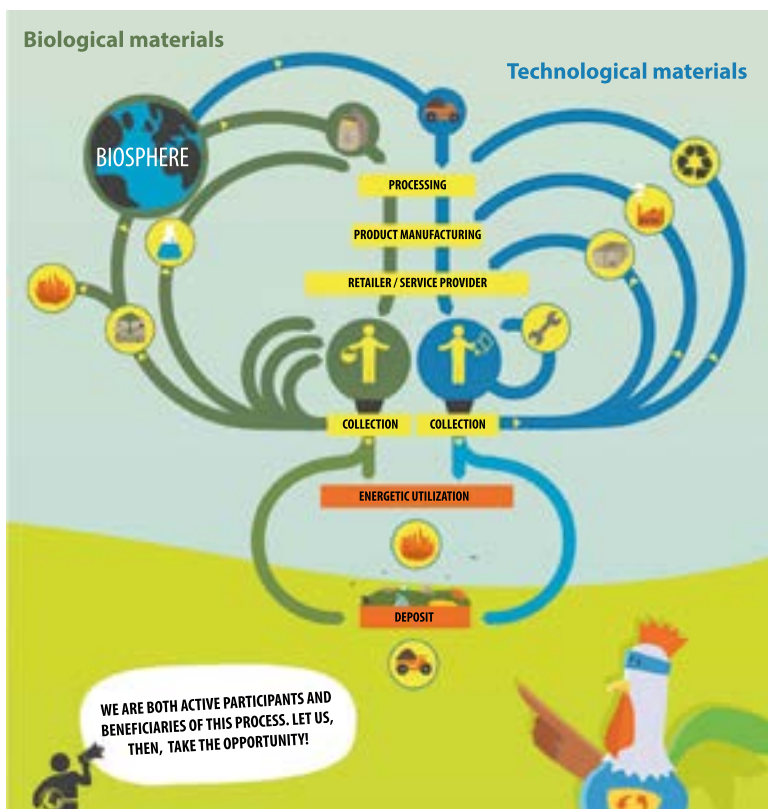 Biological materials
Technological materials
BIOSPHERE
PROCESSING
PRODUCT MANUFACTURING
RETAILER / SERVICE PROVIDER
COLLECTION
COLLECTION
ENERGETIC UTILIZATION
DEPOSIT
WE ARE BOTH ACTIVE PARTICIPANTS AND
BENEFICIARIES OF THIS PROCESS. LET US,
THEN, TAKE THE OPPORTUNITY!